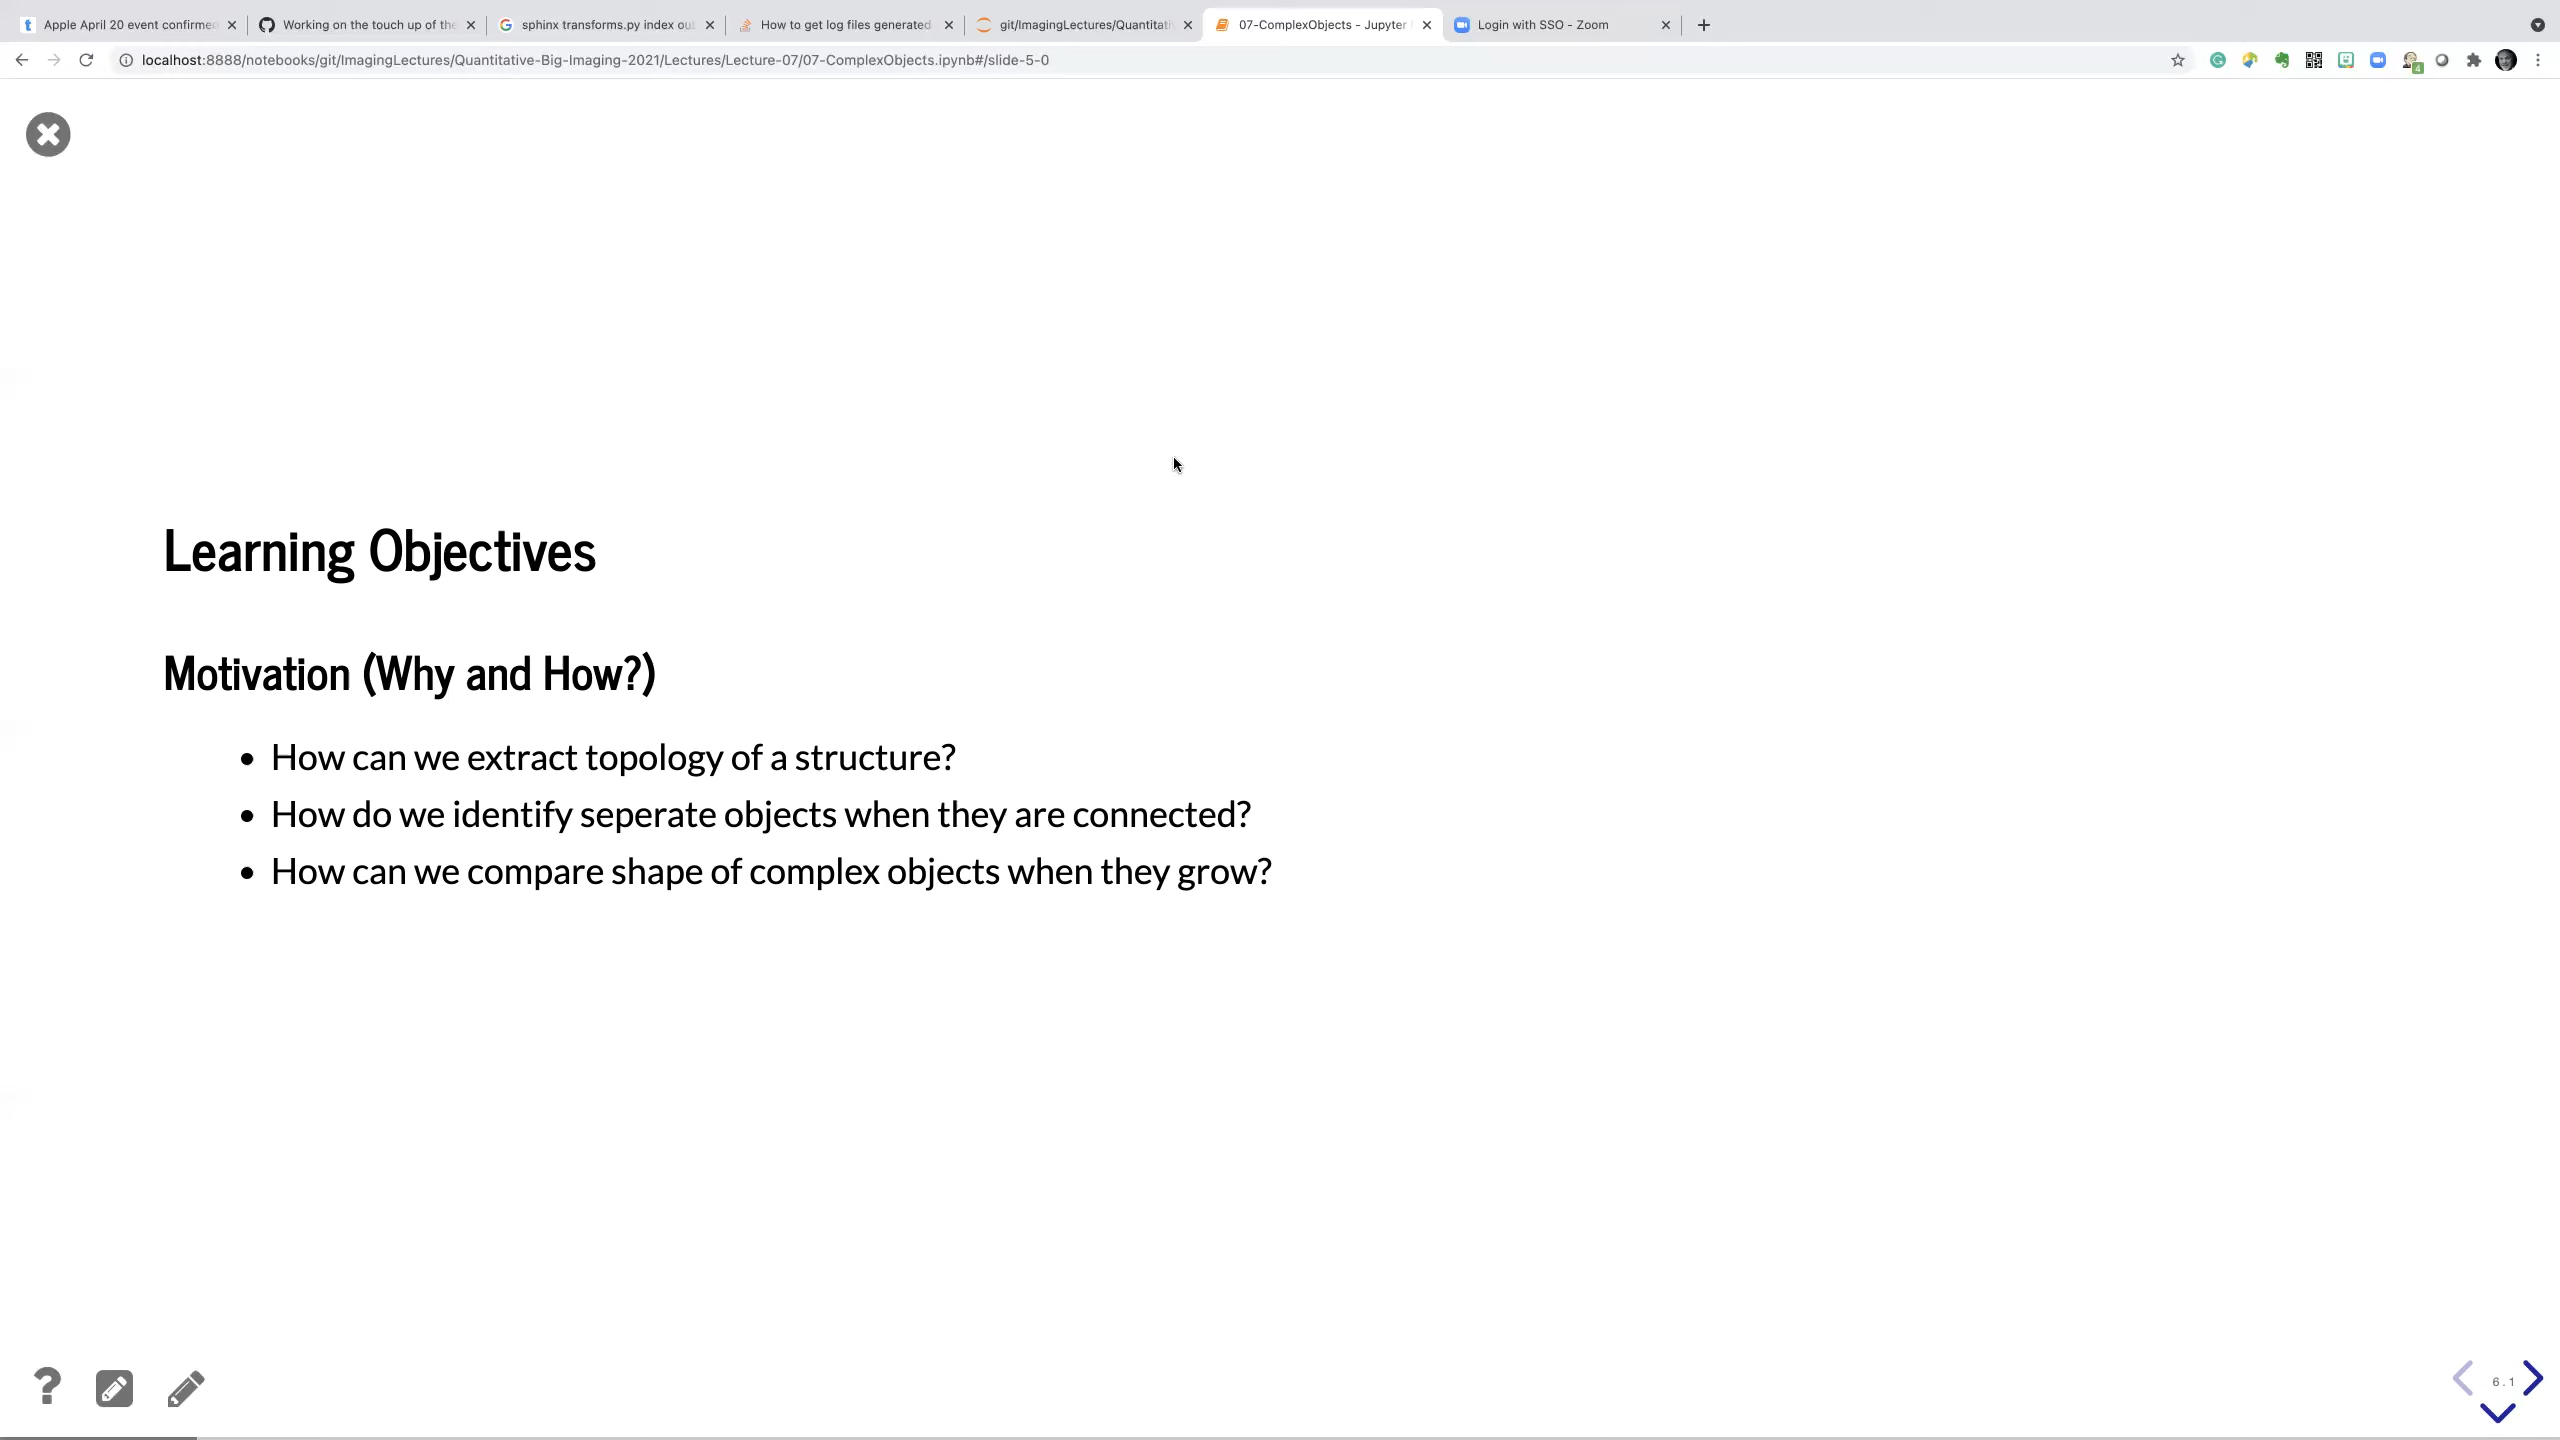 Apple April 20 event confirmed
Working on the touch up of the
sphinx transforms.py index ou
How to get log files generated
git/ImagingLectures/Quantitati
07-ComplexObjects - Jupyter
Login with SSO - Zoom
localhost:8888/notebooks/git/ImagingLectures/Quantitative-Big-Imaging-2021/Lectures/Lecture-07/07-ComplexObjects.ipynb#/slide-5-0
4
Learning Objectives
Motivation (Why and How?)
• How can we extract topology of a structure?
• How do we identify seperate objects when they are connected?
• How can we compare shape of complex objects when they grow?
6.1